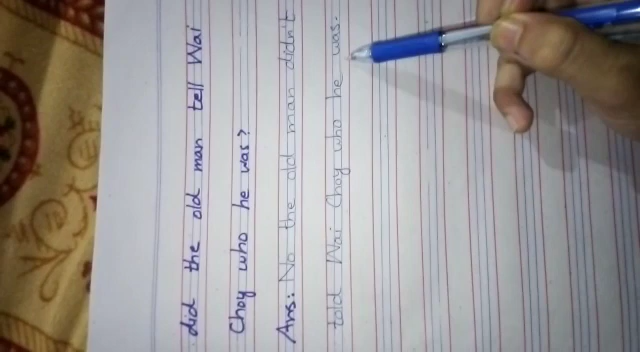 did the old man tell Wai
Choy who he was?
Ans: No the old man didn't
told Wai Choy who he was.